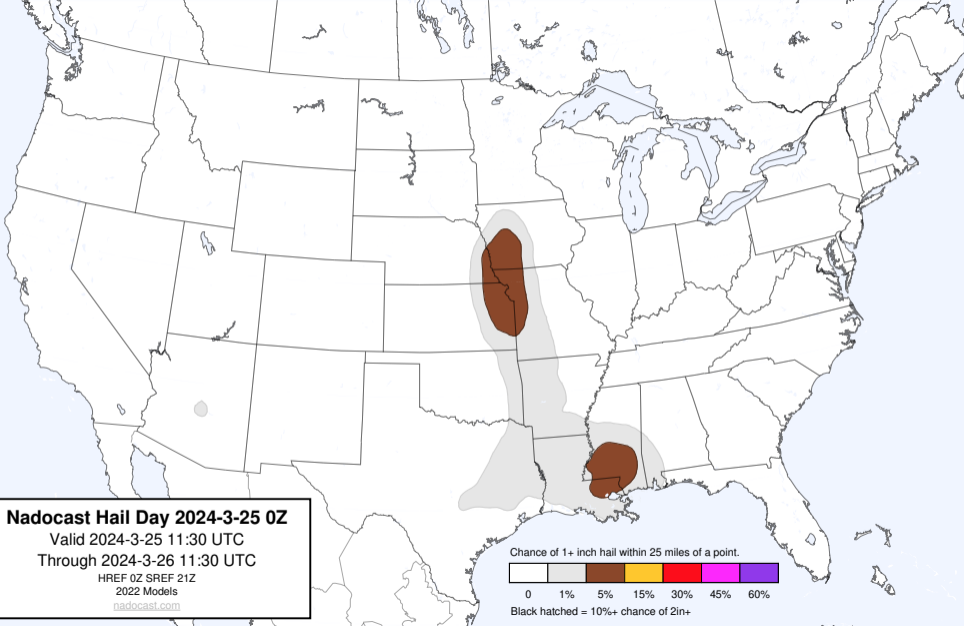 Nadocast Hail Day 2024-3-25 0Z
Valid 2024-3-25 11:30 UTC
Through 2024-3-26 11:30 UTC
HREF 0Z SREF 21Z
2022 Models
nadocast.com
Chance of 1+ inch hail within 25 miles of a point.
0 1% 5% 15% 30% 45% 60%
Black hatched = 10%+ chance of 2in+